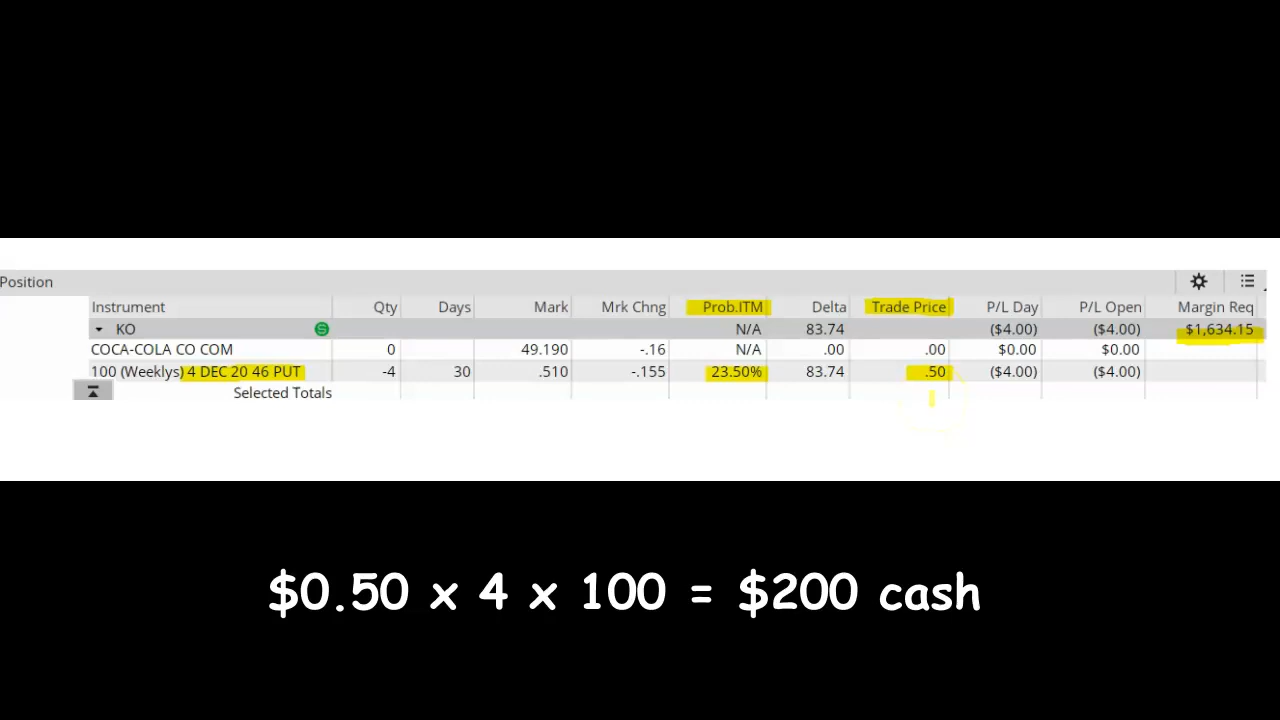 Position
Instrument Qty Days Mark Mrk Chng Prob.ITM Delta Trade Price P/L Day P/L Open Margin Req
KO S N/A 83.74 ($4.00) ($4.00) $1,634.15
COCA-COLA CO COM 0 49.190 -.16 N/A .00 .00 $0.00 $0.00
100 (Weeklys) 4 DEC 20 46 PUT -4 30 .510 -.155 23.50% 83.74 .50 ($4.00) ($4.00)
Selected Totals
$0.50 x 4 x 100 = $200 cash